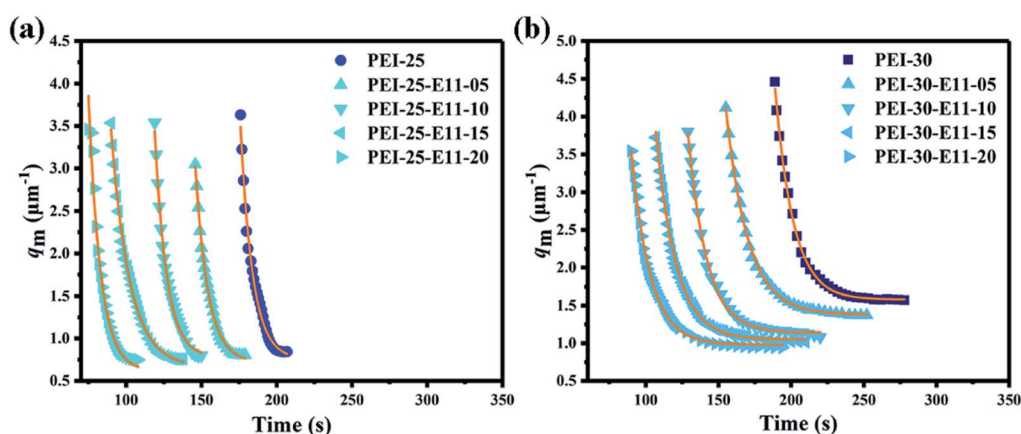 (a)
4.5
4.0
3.5
3.0
2.5
2.0
1.5
1.0
0.5
qm (μm⁻¹)
PEI-25
PEI-25-E11-05
PEI-25-E11-10
PEI-25-E11-15
PEI-25-E11-20
100 150 200 250 300 350
Time (s)
(b)
5.0
4.5
4.0
3.5
3.0
2.5
2.0
1.5
1.0
0.5
qm (μm⁻¹)
PEI-30
PEI-30-E11-05
PEI-30-E11-10
PEI-30-E11-15
PEI-30-E11-20
50 100 150 200 250 300 350
Time (s)